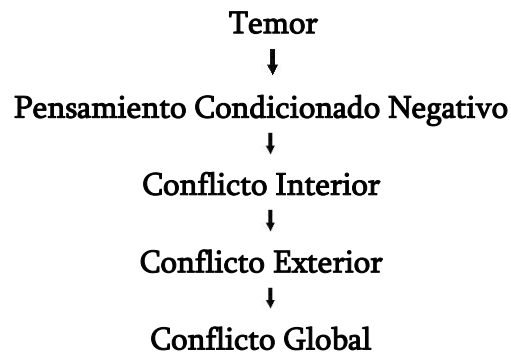 Temor
Pensamiento Condicionado Negativo
Conflicto Interior
Conflicto Exterior
Conflicto Global